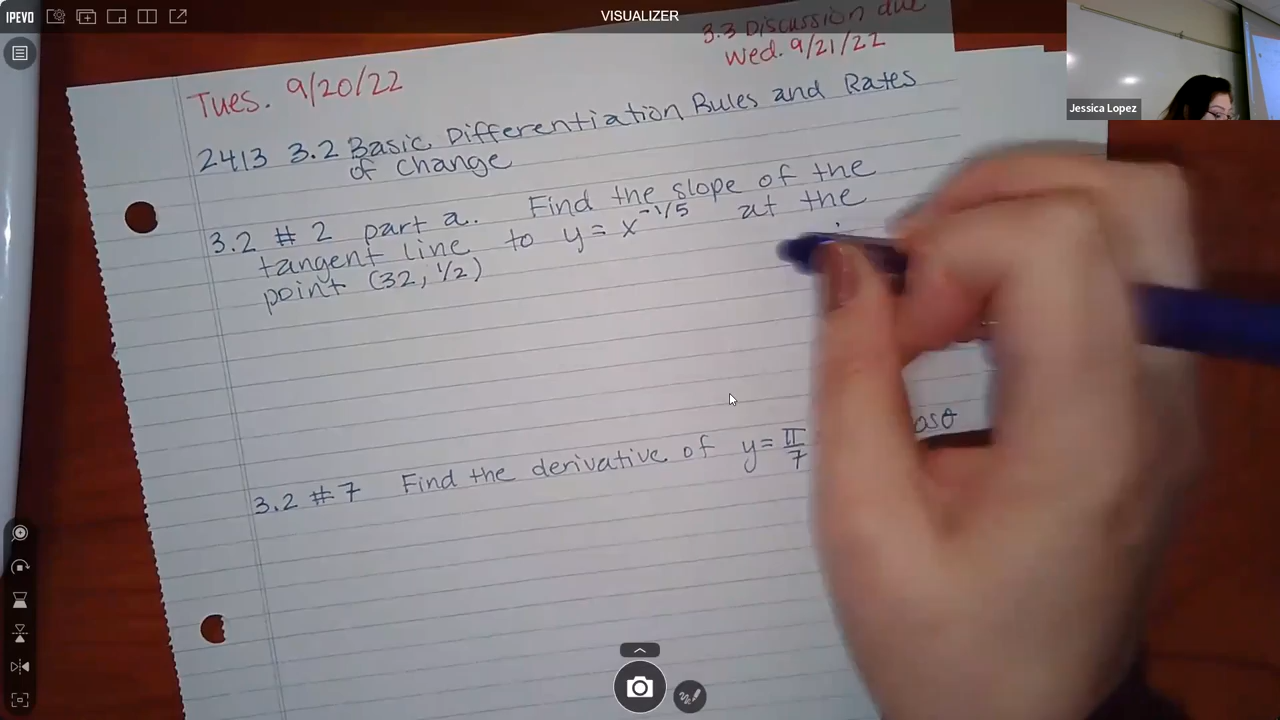 IPEVO
VISUALIZER
Jessica Lopez
3.3 Discussion due
Wed. 9/21/22
Tues. 9/20/22
2413 3.2 Basic Differentiation Rules and Rates
of Change
3.2 # 2 part a. Find the slope of the
tangent line to y = x^-1/5 at the
point (32, 1/2)
3.2 # 7 Find the derivative of y = π/7 osθ